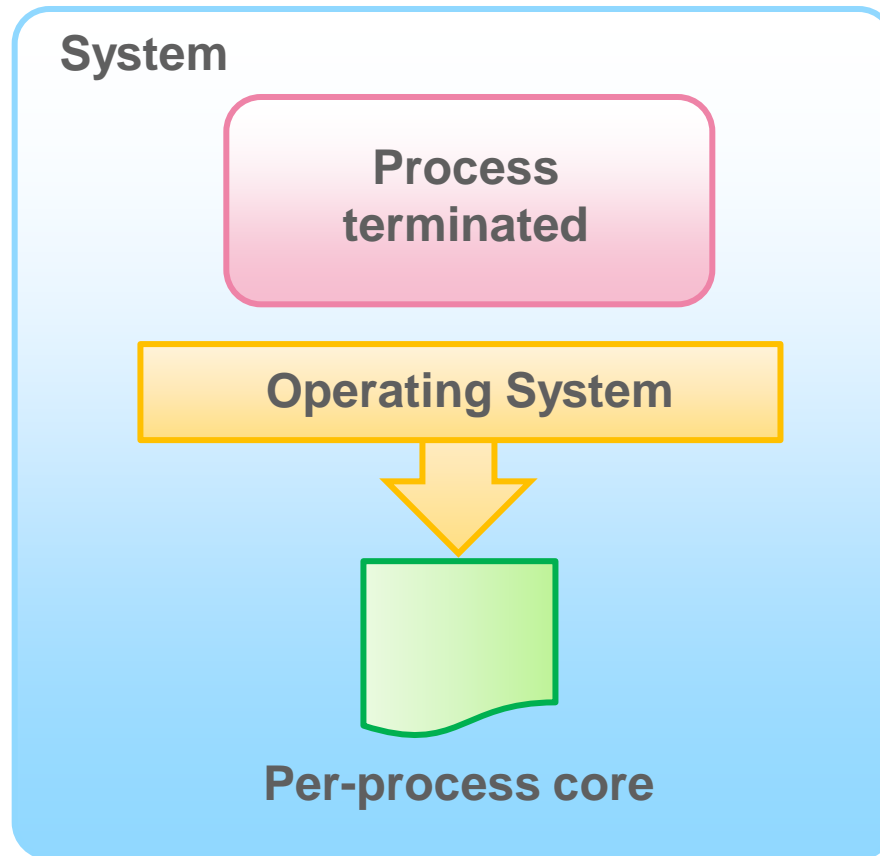 System
Process
terminated
Operating System
Per-process core